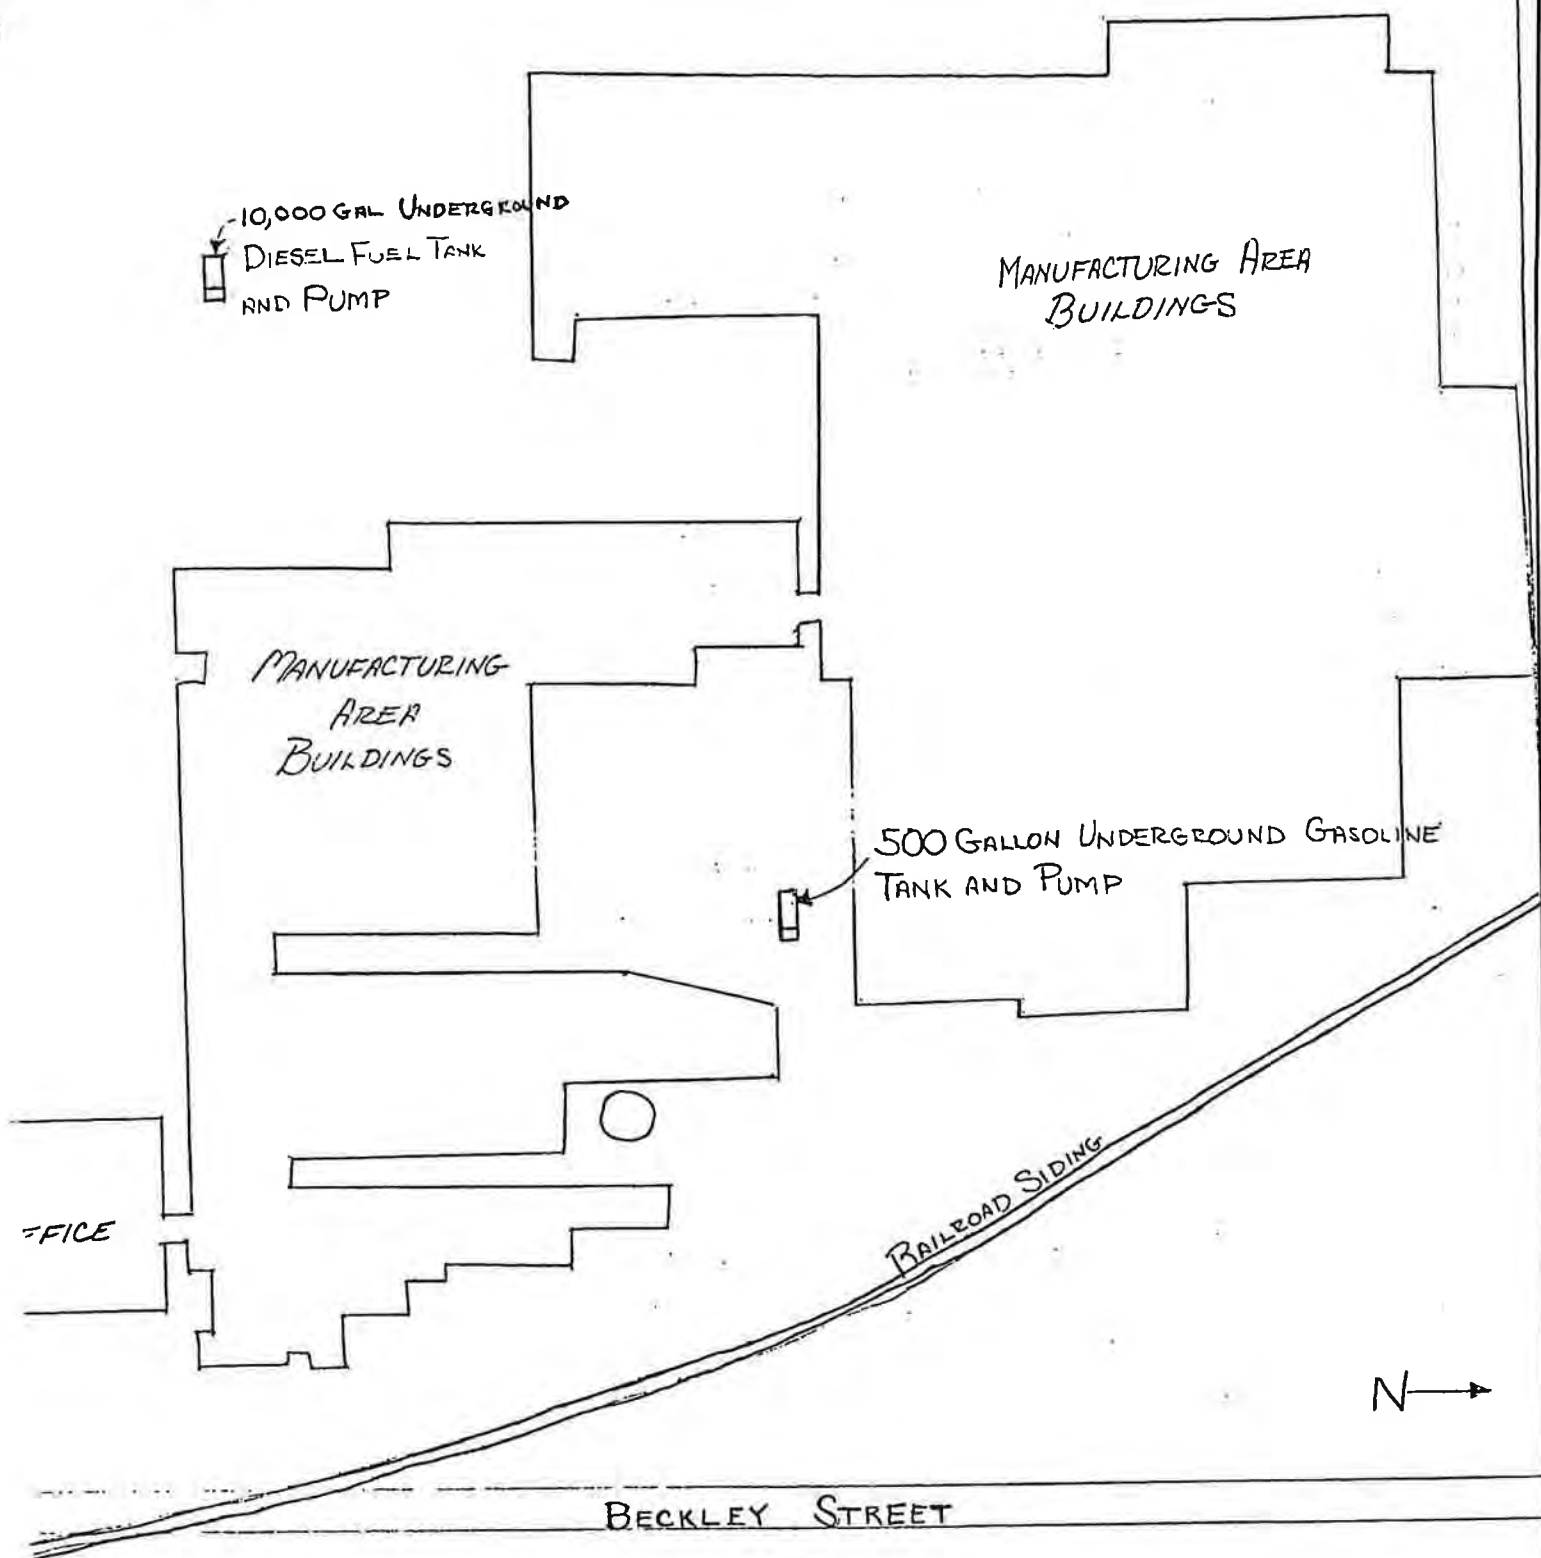 10,000 GAL UNDERGROUND
DIESEL FUEL TANK
AND PUMP
MANUFACTURING AREA
BUILDINGS
MANUFACTURING
AREA
BUILDINGS
500 GALLON UNDERGROUND GASOLINE
TANK AND PUMP
FICE
RAILROAD SIDING
N
BECKLEY STREET